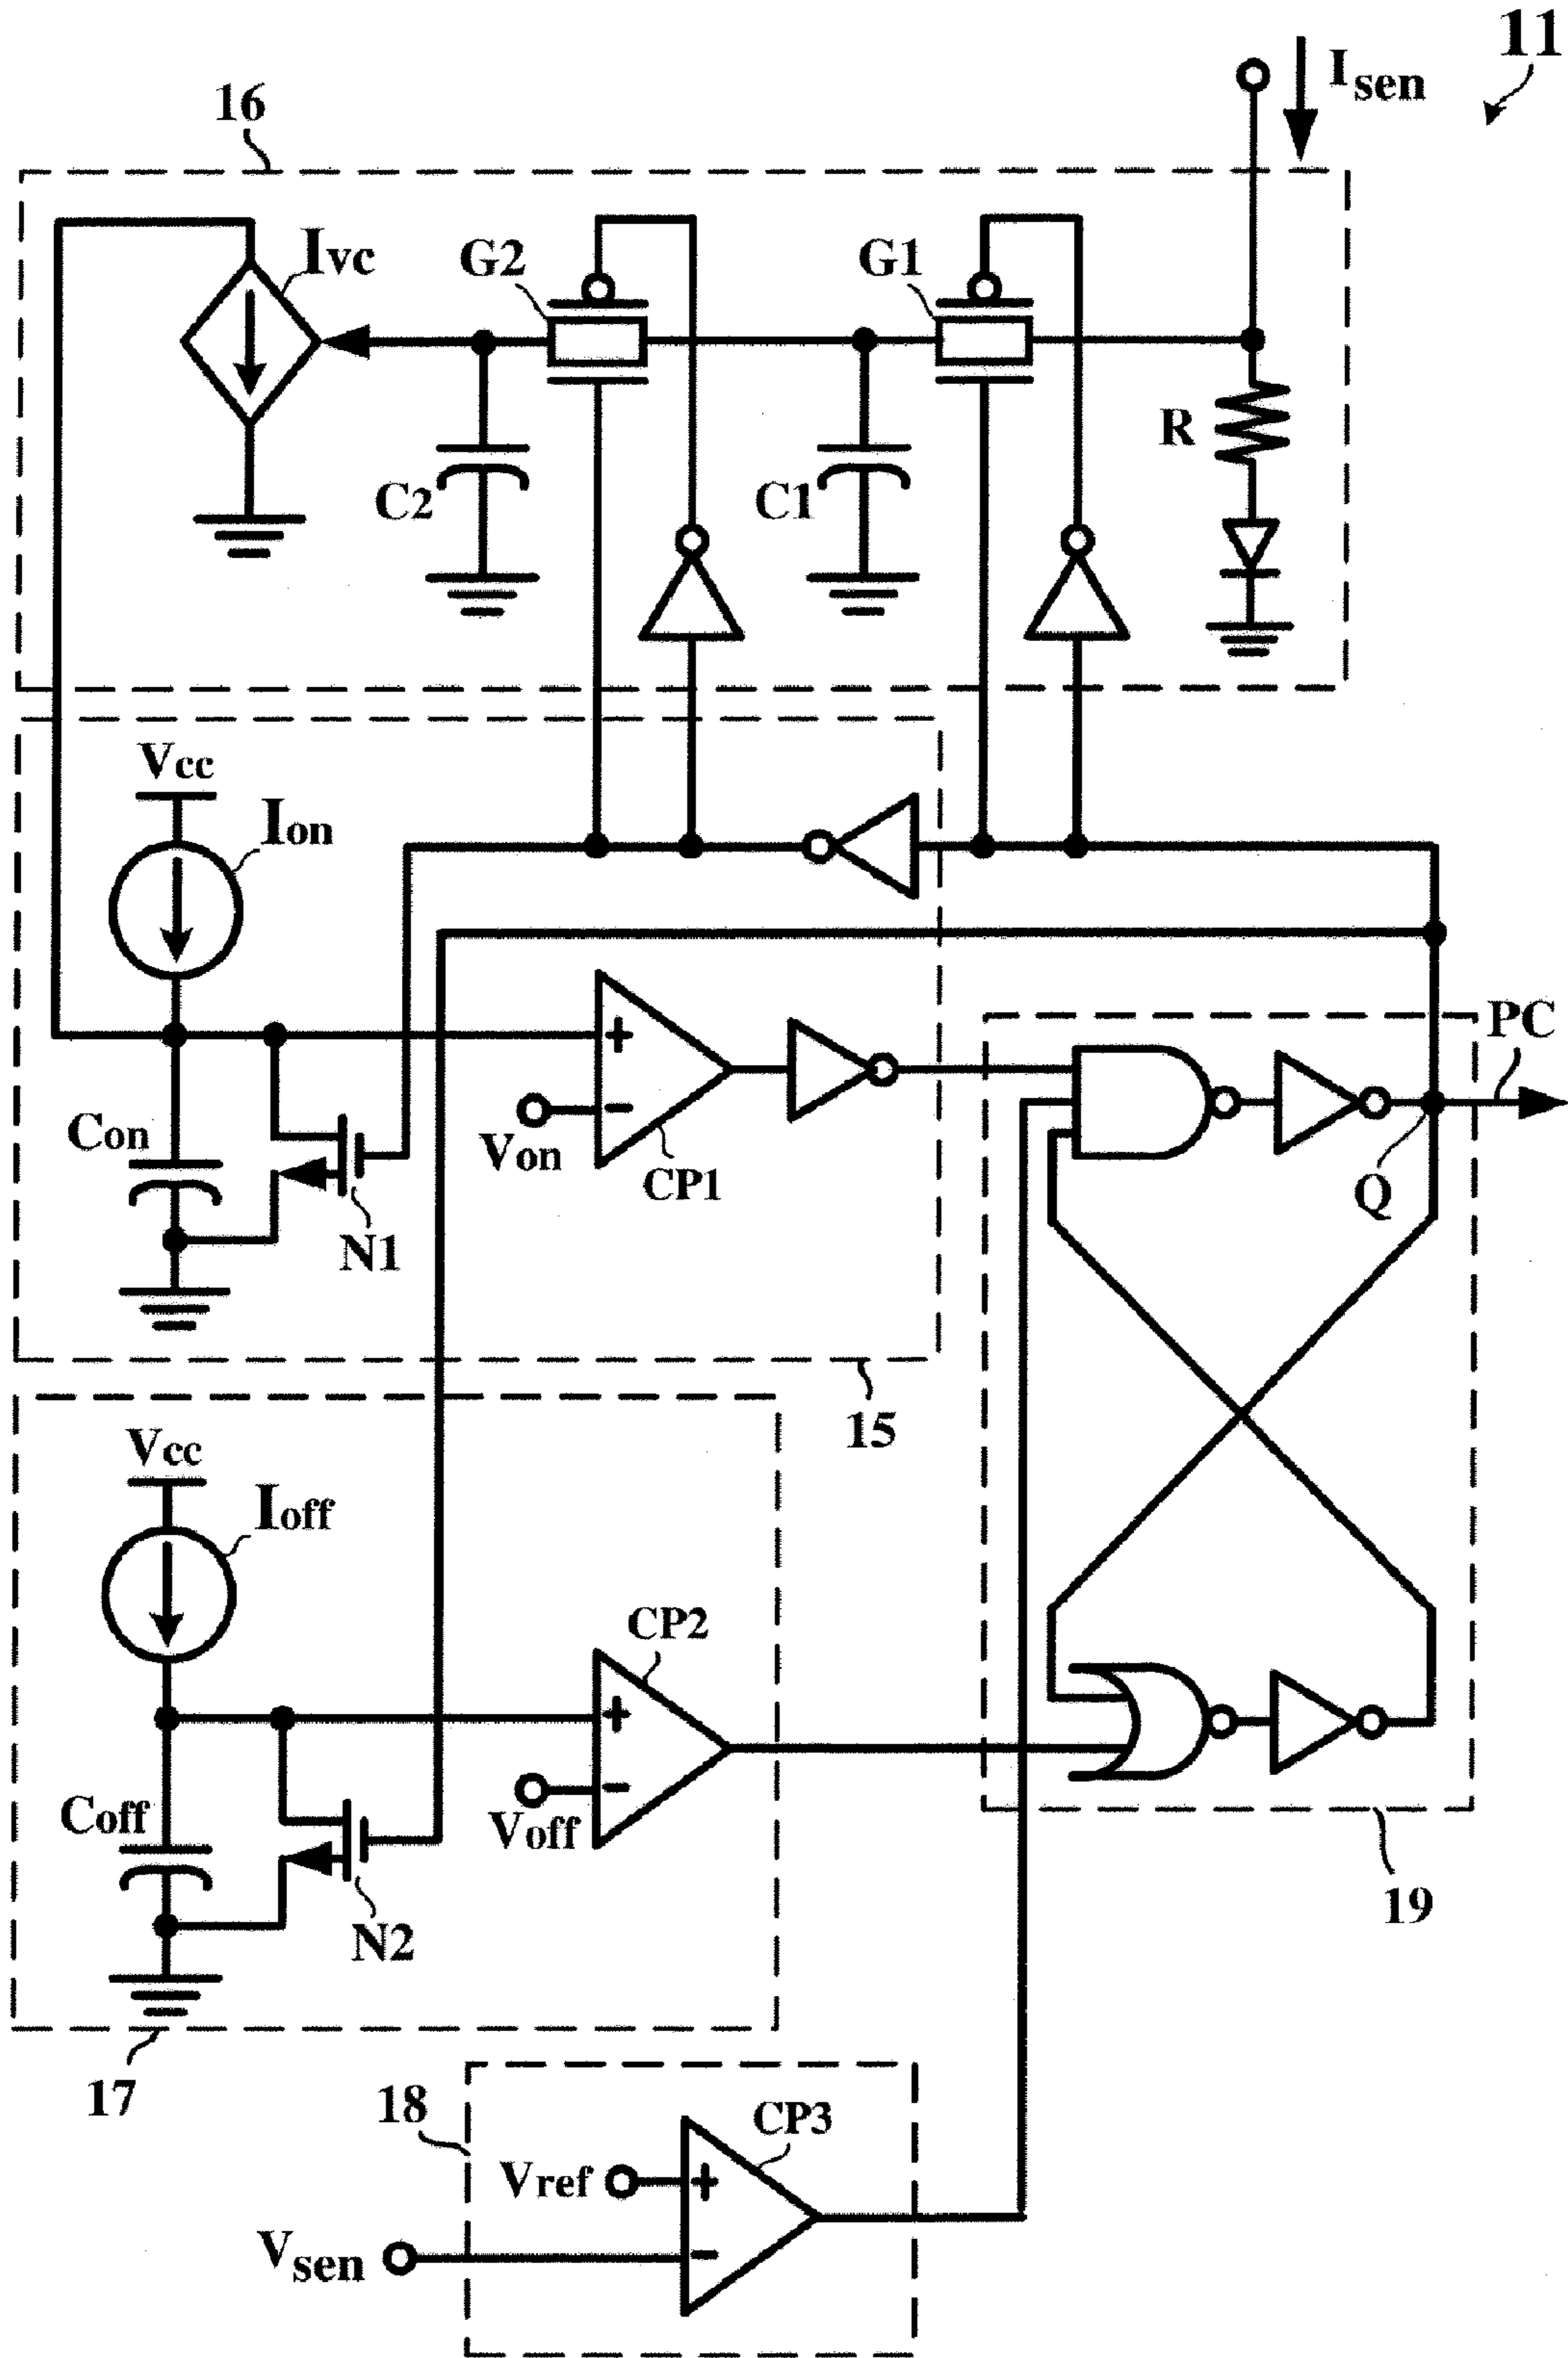 11
Isen
16
Ivc
G2
G1
R
C2
C1
Vcc
Ion
PC
Con
+
−
Von
CP1
Q
N1
15
Vcc
Ioff
CP2
+
−
Coff
Voff
19
N2
17
18
CP3
Vref
+
Vsen
−